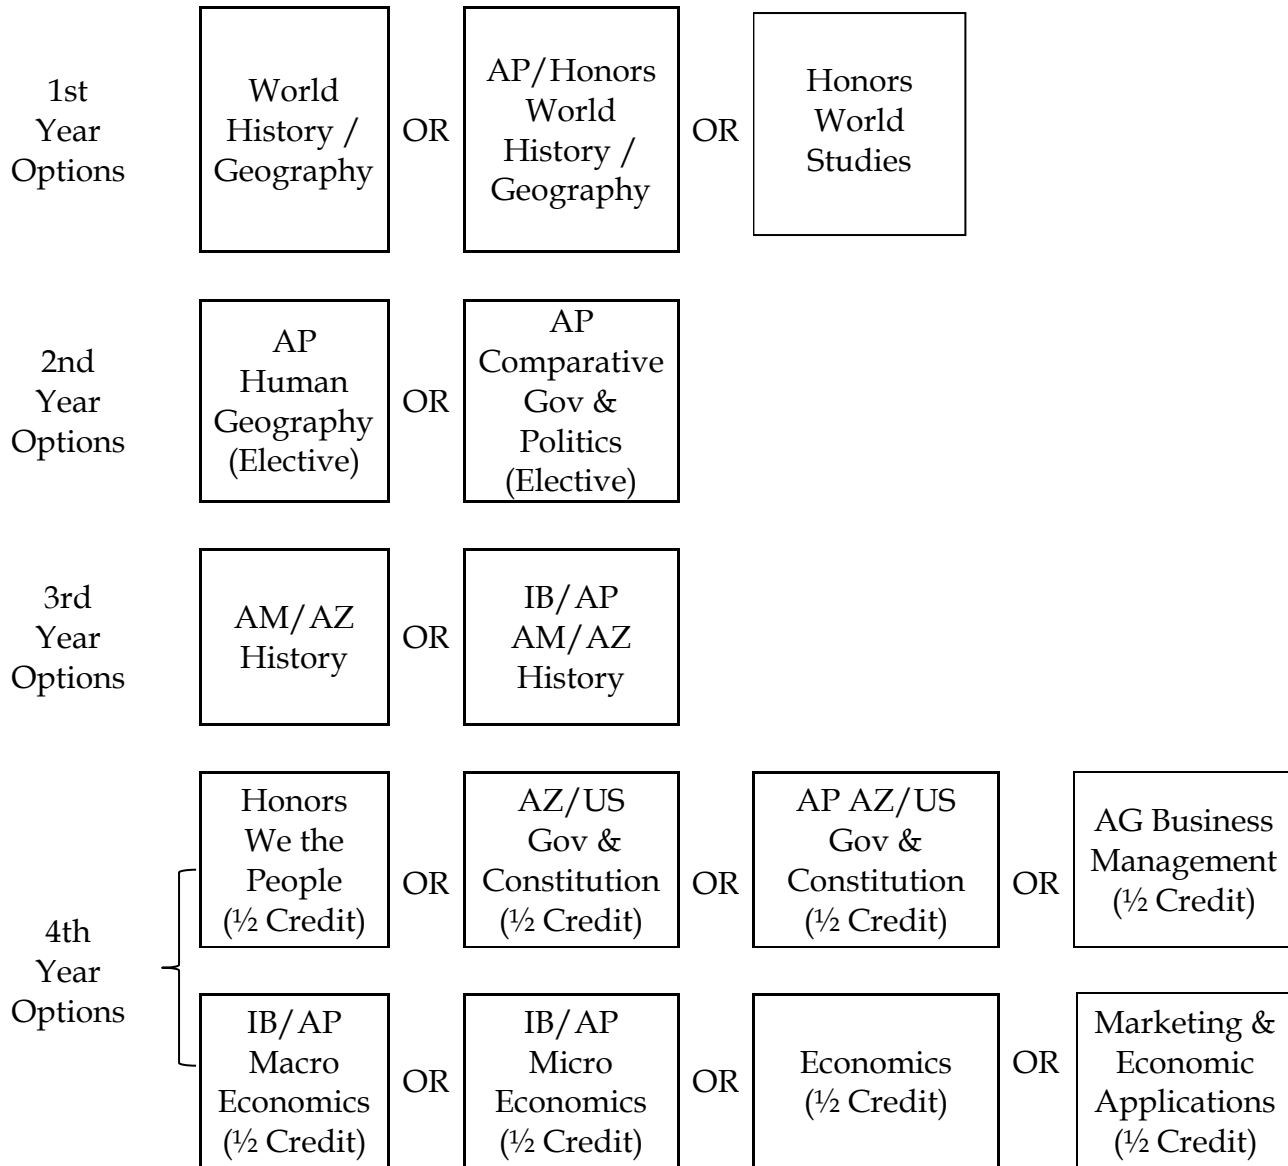 1st
Year
Options
World
History /
Geography
OR
AP/Honors
World
History /
Geography
OR
Honors
World
Studies
2nd
Year
Options
AP
Human
Geography
(Elective)
OR
AP
Comparative
Gov &
Politics
(Elective)
3rd
Year
Options
AM/AZ
History
OR
IB/AP
AM/AZ
History
4th
Year
Options
Honors
We the
People
(½ Credit)
OR
AZ/US
Gov &
Constitution
(½ Credit)
OR
AP AZ/US
Gov &
Constitution
(½ Credit)
OR
AG Business
Management
(½ Credit)
IB/AP
Macro
Economics
(½ Credit)
OR
IB/AP
Micro
Economics
(½ Credit)
OR
Economics
(½ Credit)
OR
Marketing &
Economic
Applications
(½ Credit)